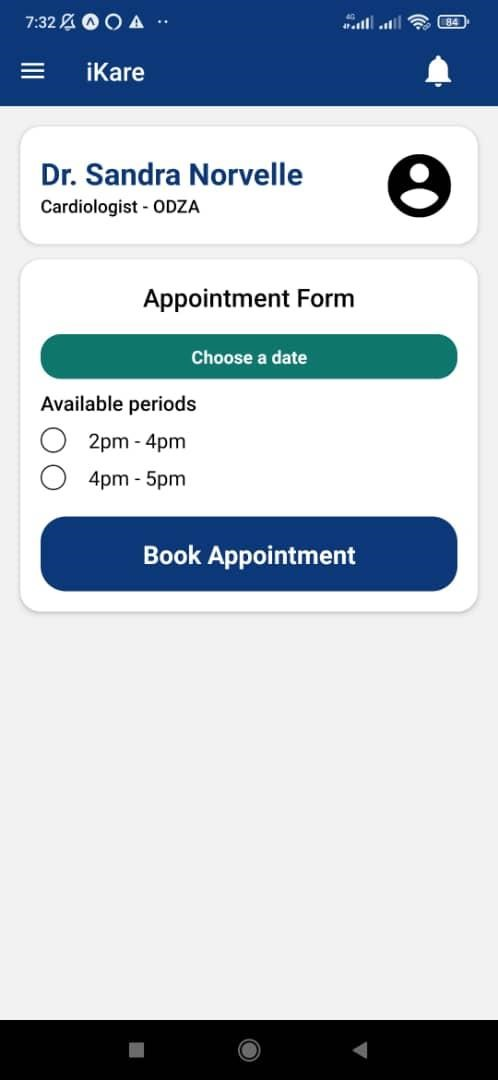 7:32
4G 84
iKare
Dr. Sandra Norvelle
Cardiologist - ODZA
Appointment Form
Choose a date
Available periods
2pm - 4pm
4pm - 5pm
Book Appointment